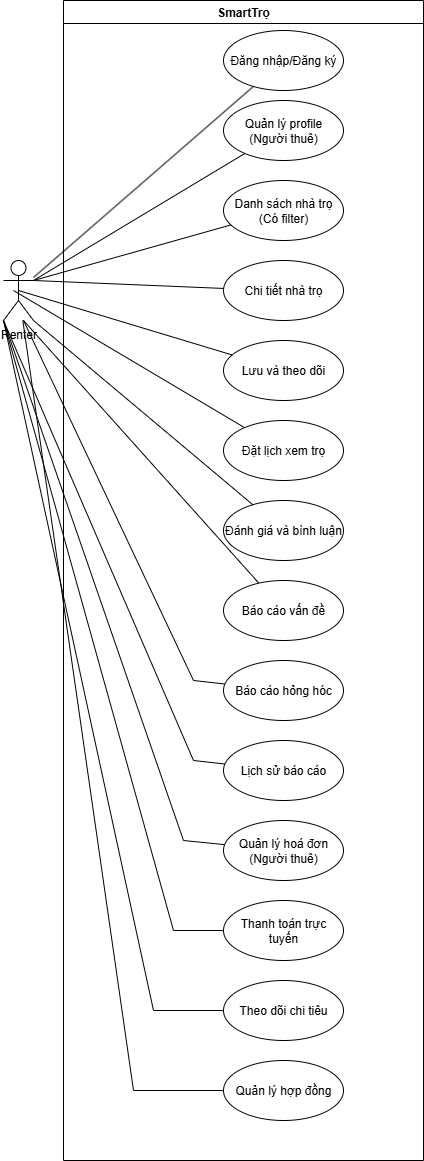 SmartTrọ
Đăng nhập/Đăng ký
Quản lý profile
(Người thuê)
Danh sách nhà trọ
(Có filter)
Chi tiết nhà trọ
Renter
Lưu và theo dõi
Đặt lịch xem trọ
Đánh giá và bình luận
Báo cáo vấn đề
Báo cáo hỏng hóc
Lịch sử báo cáo
Quản lý hoá đơn
(Người thuê)
Thanh toán trực
tuyến
Theo dõi chi tiêu
Quản lý hợp đồng